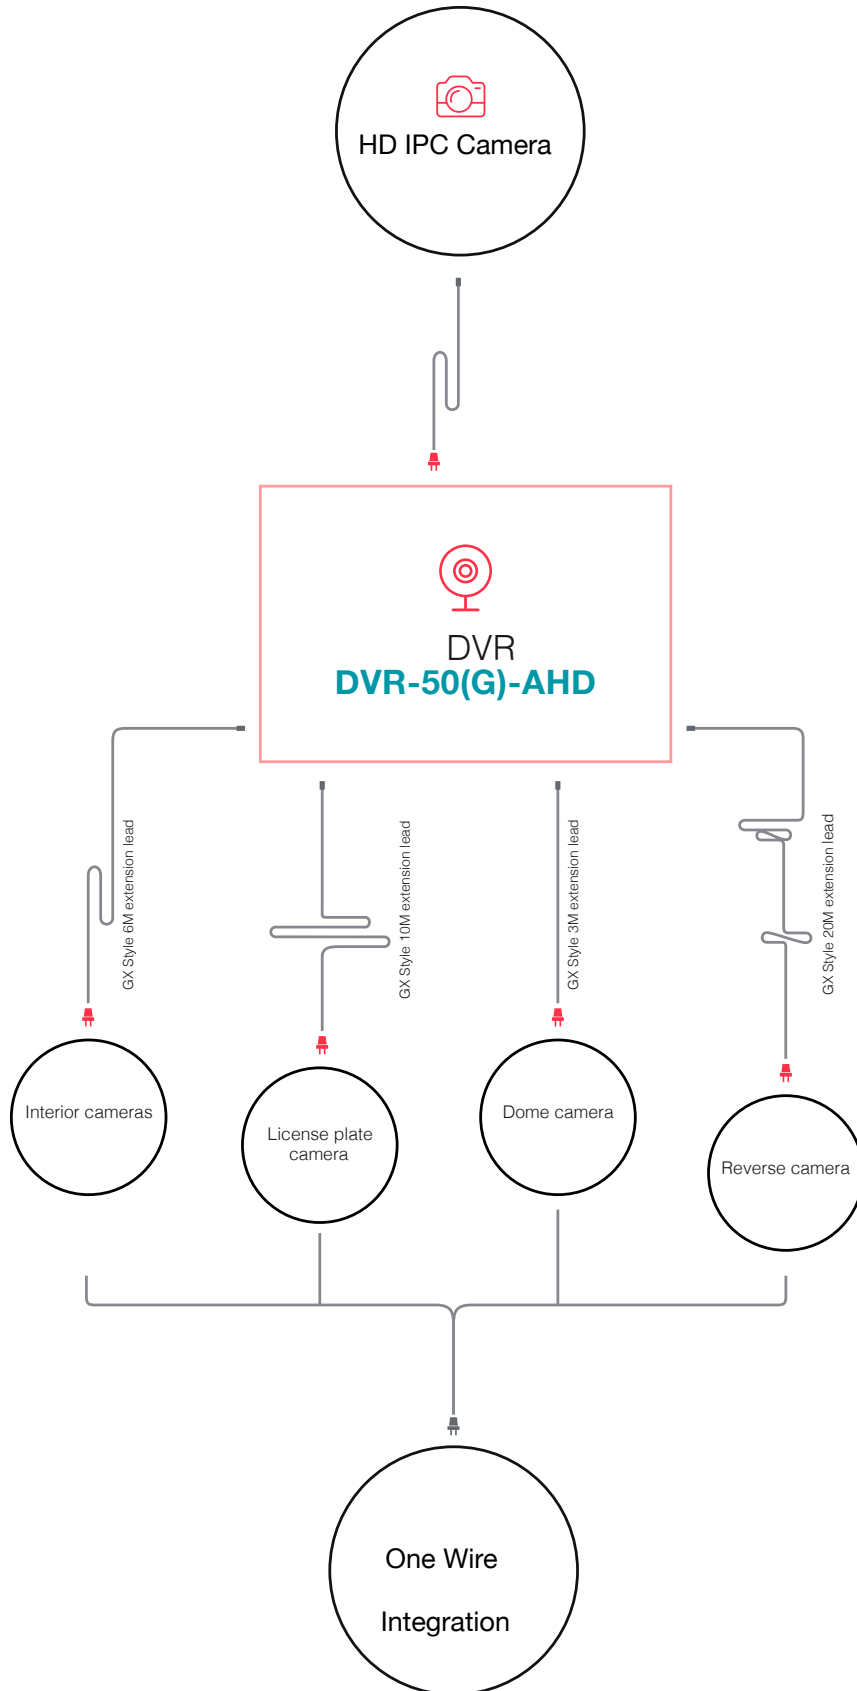 HD IPC Camera
DVR
DVR-50(G)-AHD
GX Style 6M extension lead
GX Style 10M extension lead
GX Style 3M extension lead
GX Style 20M extension lead
Interior cameras
License plate
camera
Dome camera
Reverse camera
One Wire
Integration